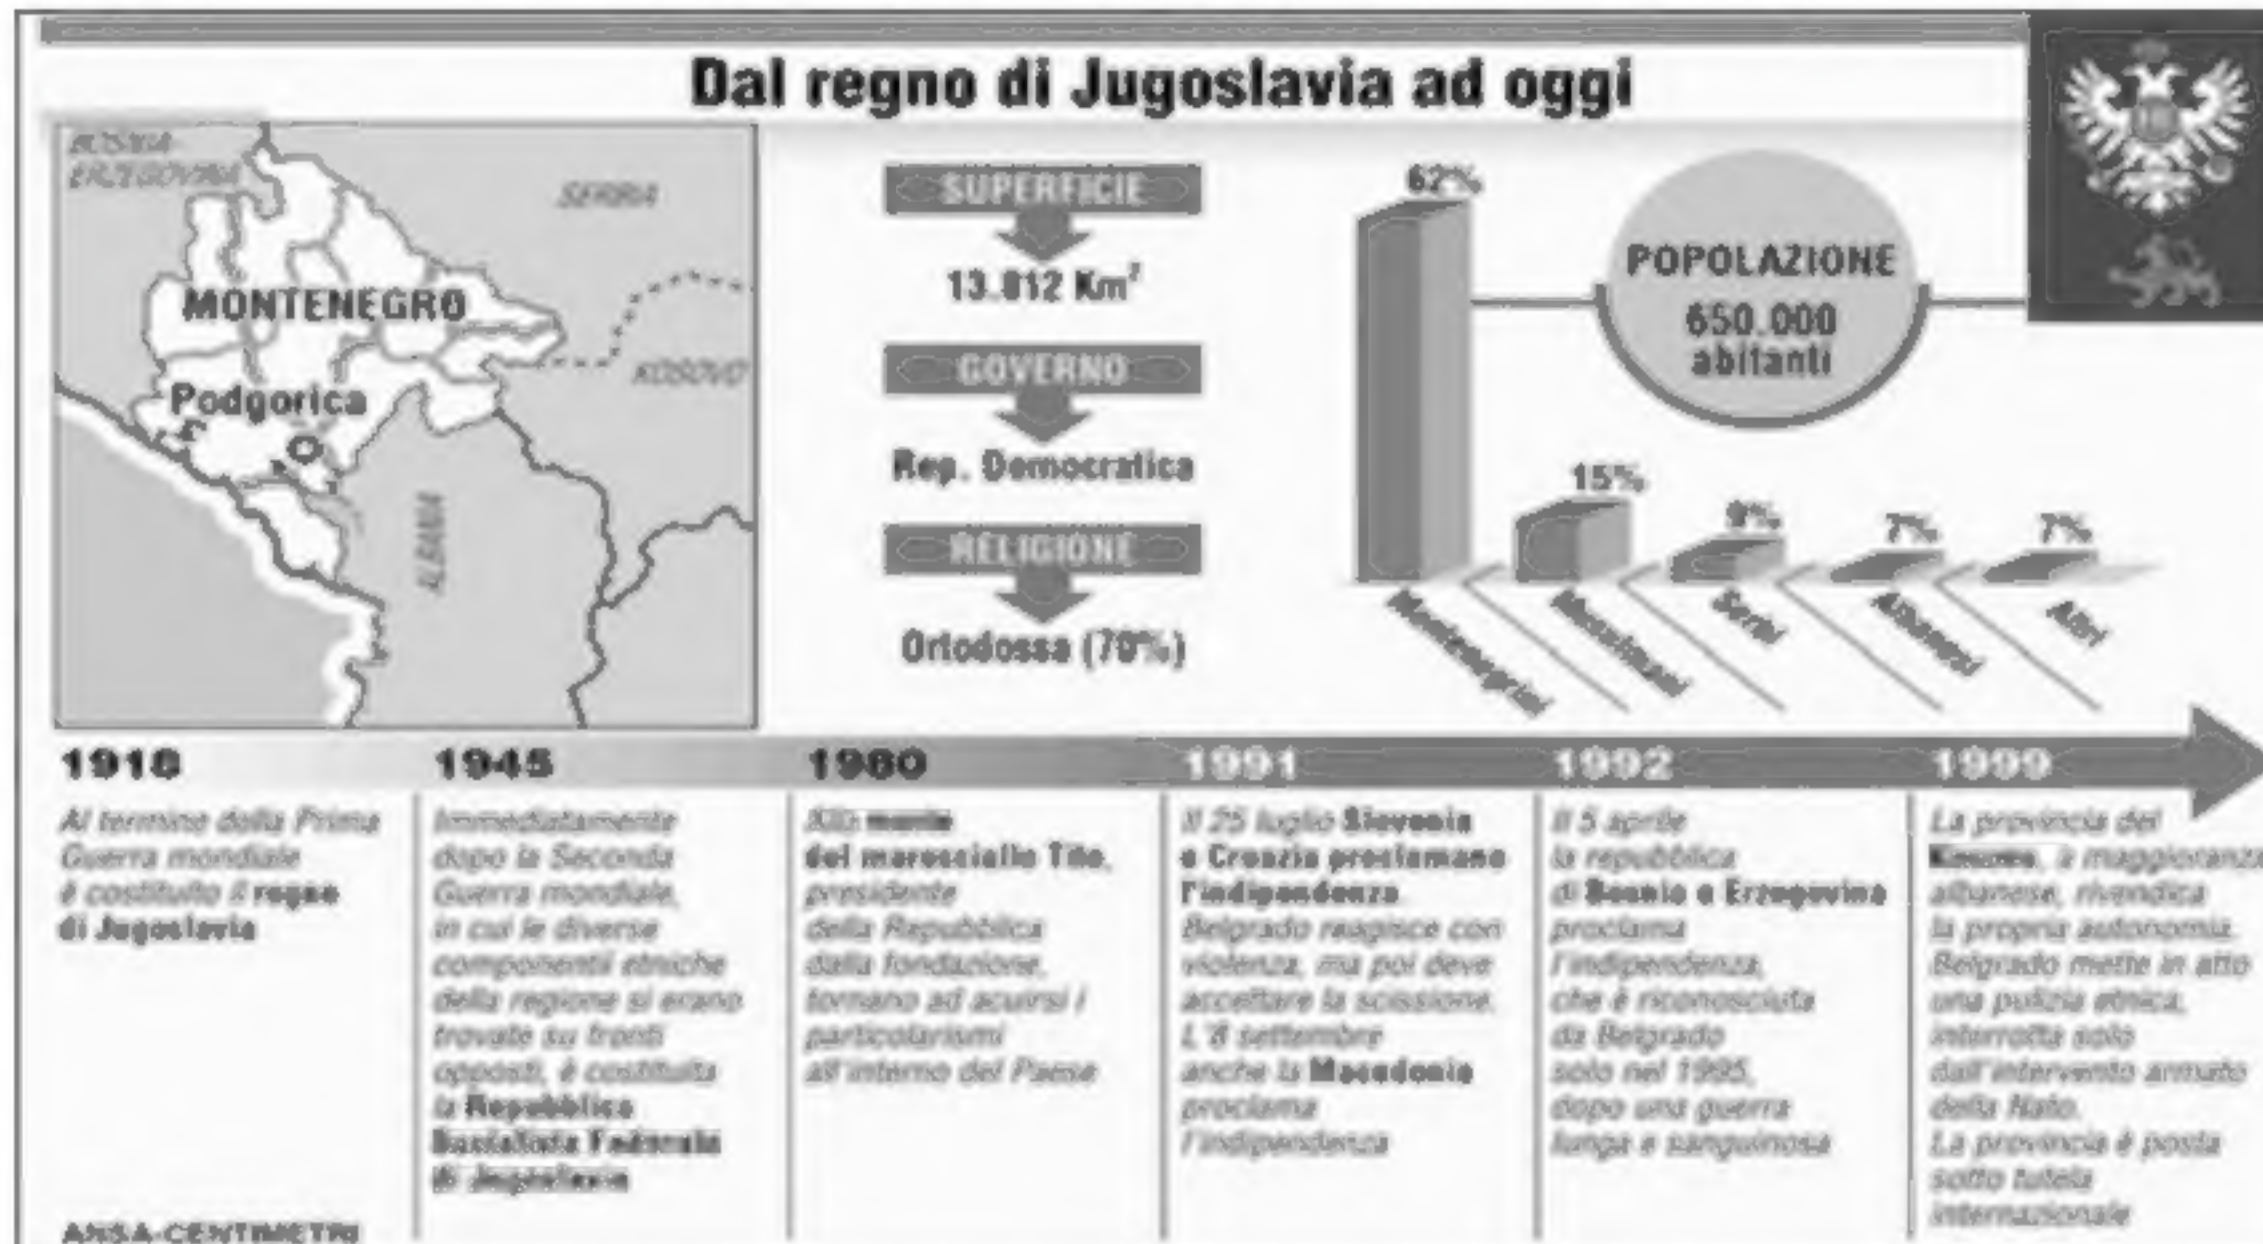 Dal regno di Jugoslavia ad oggi
BOSNIA-
ERZEGOVINA
SERBIA
MONTENEGRO
KOSOVO
Podgorica
ALBANIA
SUPERFICIE
13.812 Km²
GOVERNO
Rep. Democratica
RELIGIONE
Ortodossa (70%)
POPOLAZIONE
650.000
abitanti
62%
15%
9%
7%
7%
Montenegrini
Musulmani
Serbi
Albanesi
Altri
1918
Al termine della Prima
Guerra mondiale
è costituito il regno
di Jugoslavia
1945
Immediatamente
dopo la Seconda
Guerra mondiale,
in cui le diverse
componentii etniche
della regione si erano
trovate su fronti
opposti, è costituita
la Repubblica
Socialista Federale
di Jugoslavia
1980
Alla morte
del maresciallo Tito,
presidente
della Repubblica
dalla fondazione,
tornano ad acuirsi i
particolarismi
all'interno del Paese
1991
Il 25 luglio Slovenia
e Croazia proclamano
l'indipendenza.
Belgrado reagisce con
violenza, ma poi deve
accettare la scissione.
L'8 settembre
anche la Macedonia
proclama
l'indipendenza
1992
Il 5 aprile
la repubblica
di Bosnia e Erzegovina
proclama
l'indipendenza,
che è riconosciuta
da Belgrado
solo nel 1995,
dopo una guerra
lunga e sanguinosa
1999
La provincia del
Kosovo, a maggioranza
albanese, rivendica
la propria autonomia.
Belgrado mette in atto
una pulizia etnica,
interrotta solo
dall'intervento armato
della Nato.
La provincia è posta
sotto tutela
internazionale
ANSA-CENTIMETRI